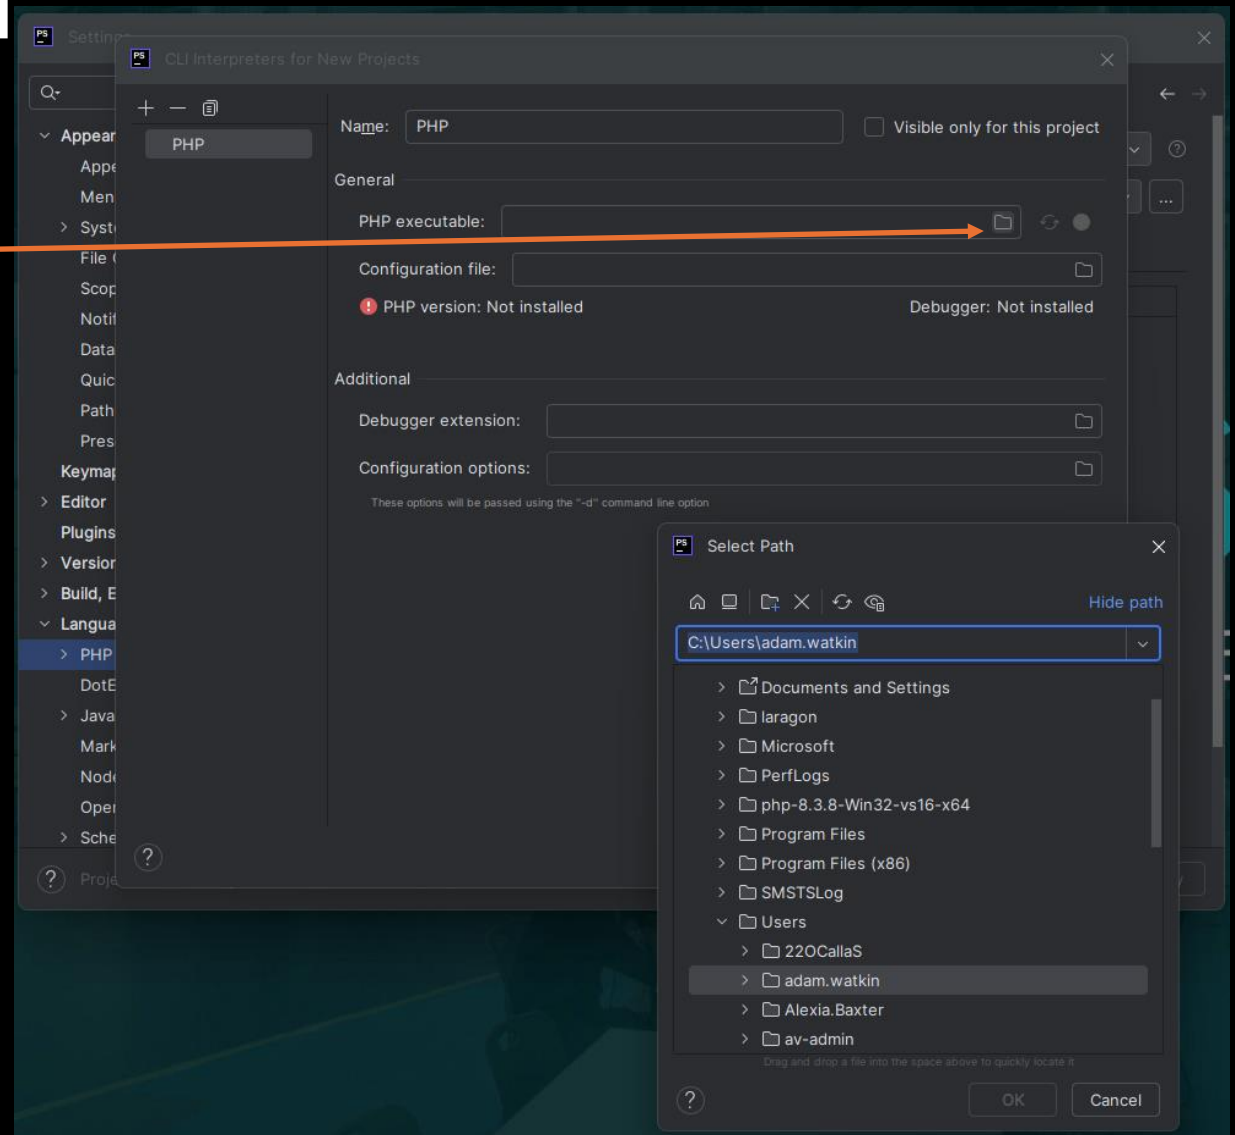 PS Settings
PS CLI Interpreters for New Projects
Appear
Appe
Men
Syst
File
Scop
Notif
Data
Quic
Path
Pres
Keymap
Editor
Plugins
Version
Build, E
Langua
PHP
DotE
Java
Mark
Node
Oper
Sche
Proje
PHP
Name: PHP
Visible only for this project
General
PHP executable:
Configuration file:
PHP version: Not installed
Debugger: Not installed
Additional
Debugger extension:
Configuration options:
These options will be passed using the "-d" command line option
...
PS Select Path
Hide path
C:\Users\adam.watkin
Documents and Settings
laragon
Microsoft
PerfLogs
php-8.3.8-Win32-vs16-x64
Program Files
Program Files (x86)
SMSTSLog
Users
22OCallaS
adam.watkin
Alexia.Baxter
av-admin
Drag and drop a file into the space above to quickly locate it
OK
Cancel